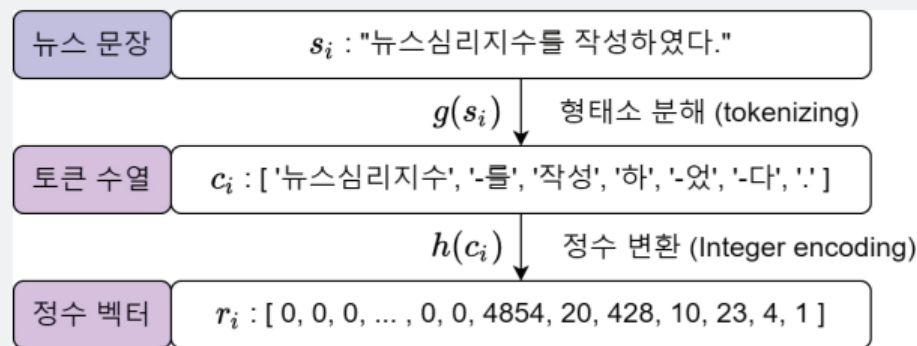 뉴스 문장 s_i : "뉴스심리지수를 작성하였다."
g(s_i) 형태소 분해 (tokenizing)
토큰 수열 c_i : [ '뉴스심리지수', '-를', '작성', '하', '-었', '-다', '.' ]
h(c_i) 정수 변환 (Integer encoding)
정수 벡터 r_i : [ 0, 0, 0, ... , 0, 0, 4854, 20, 428, 10, 23, 4, 1 ]